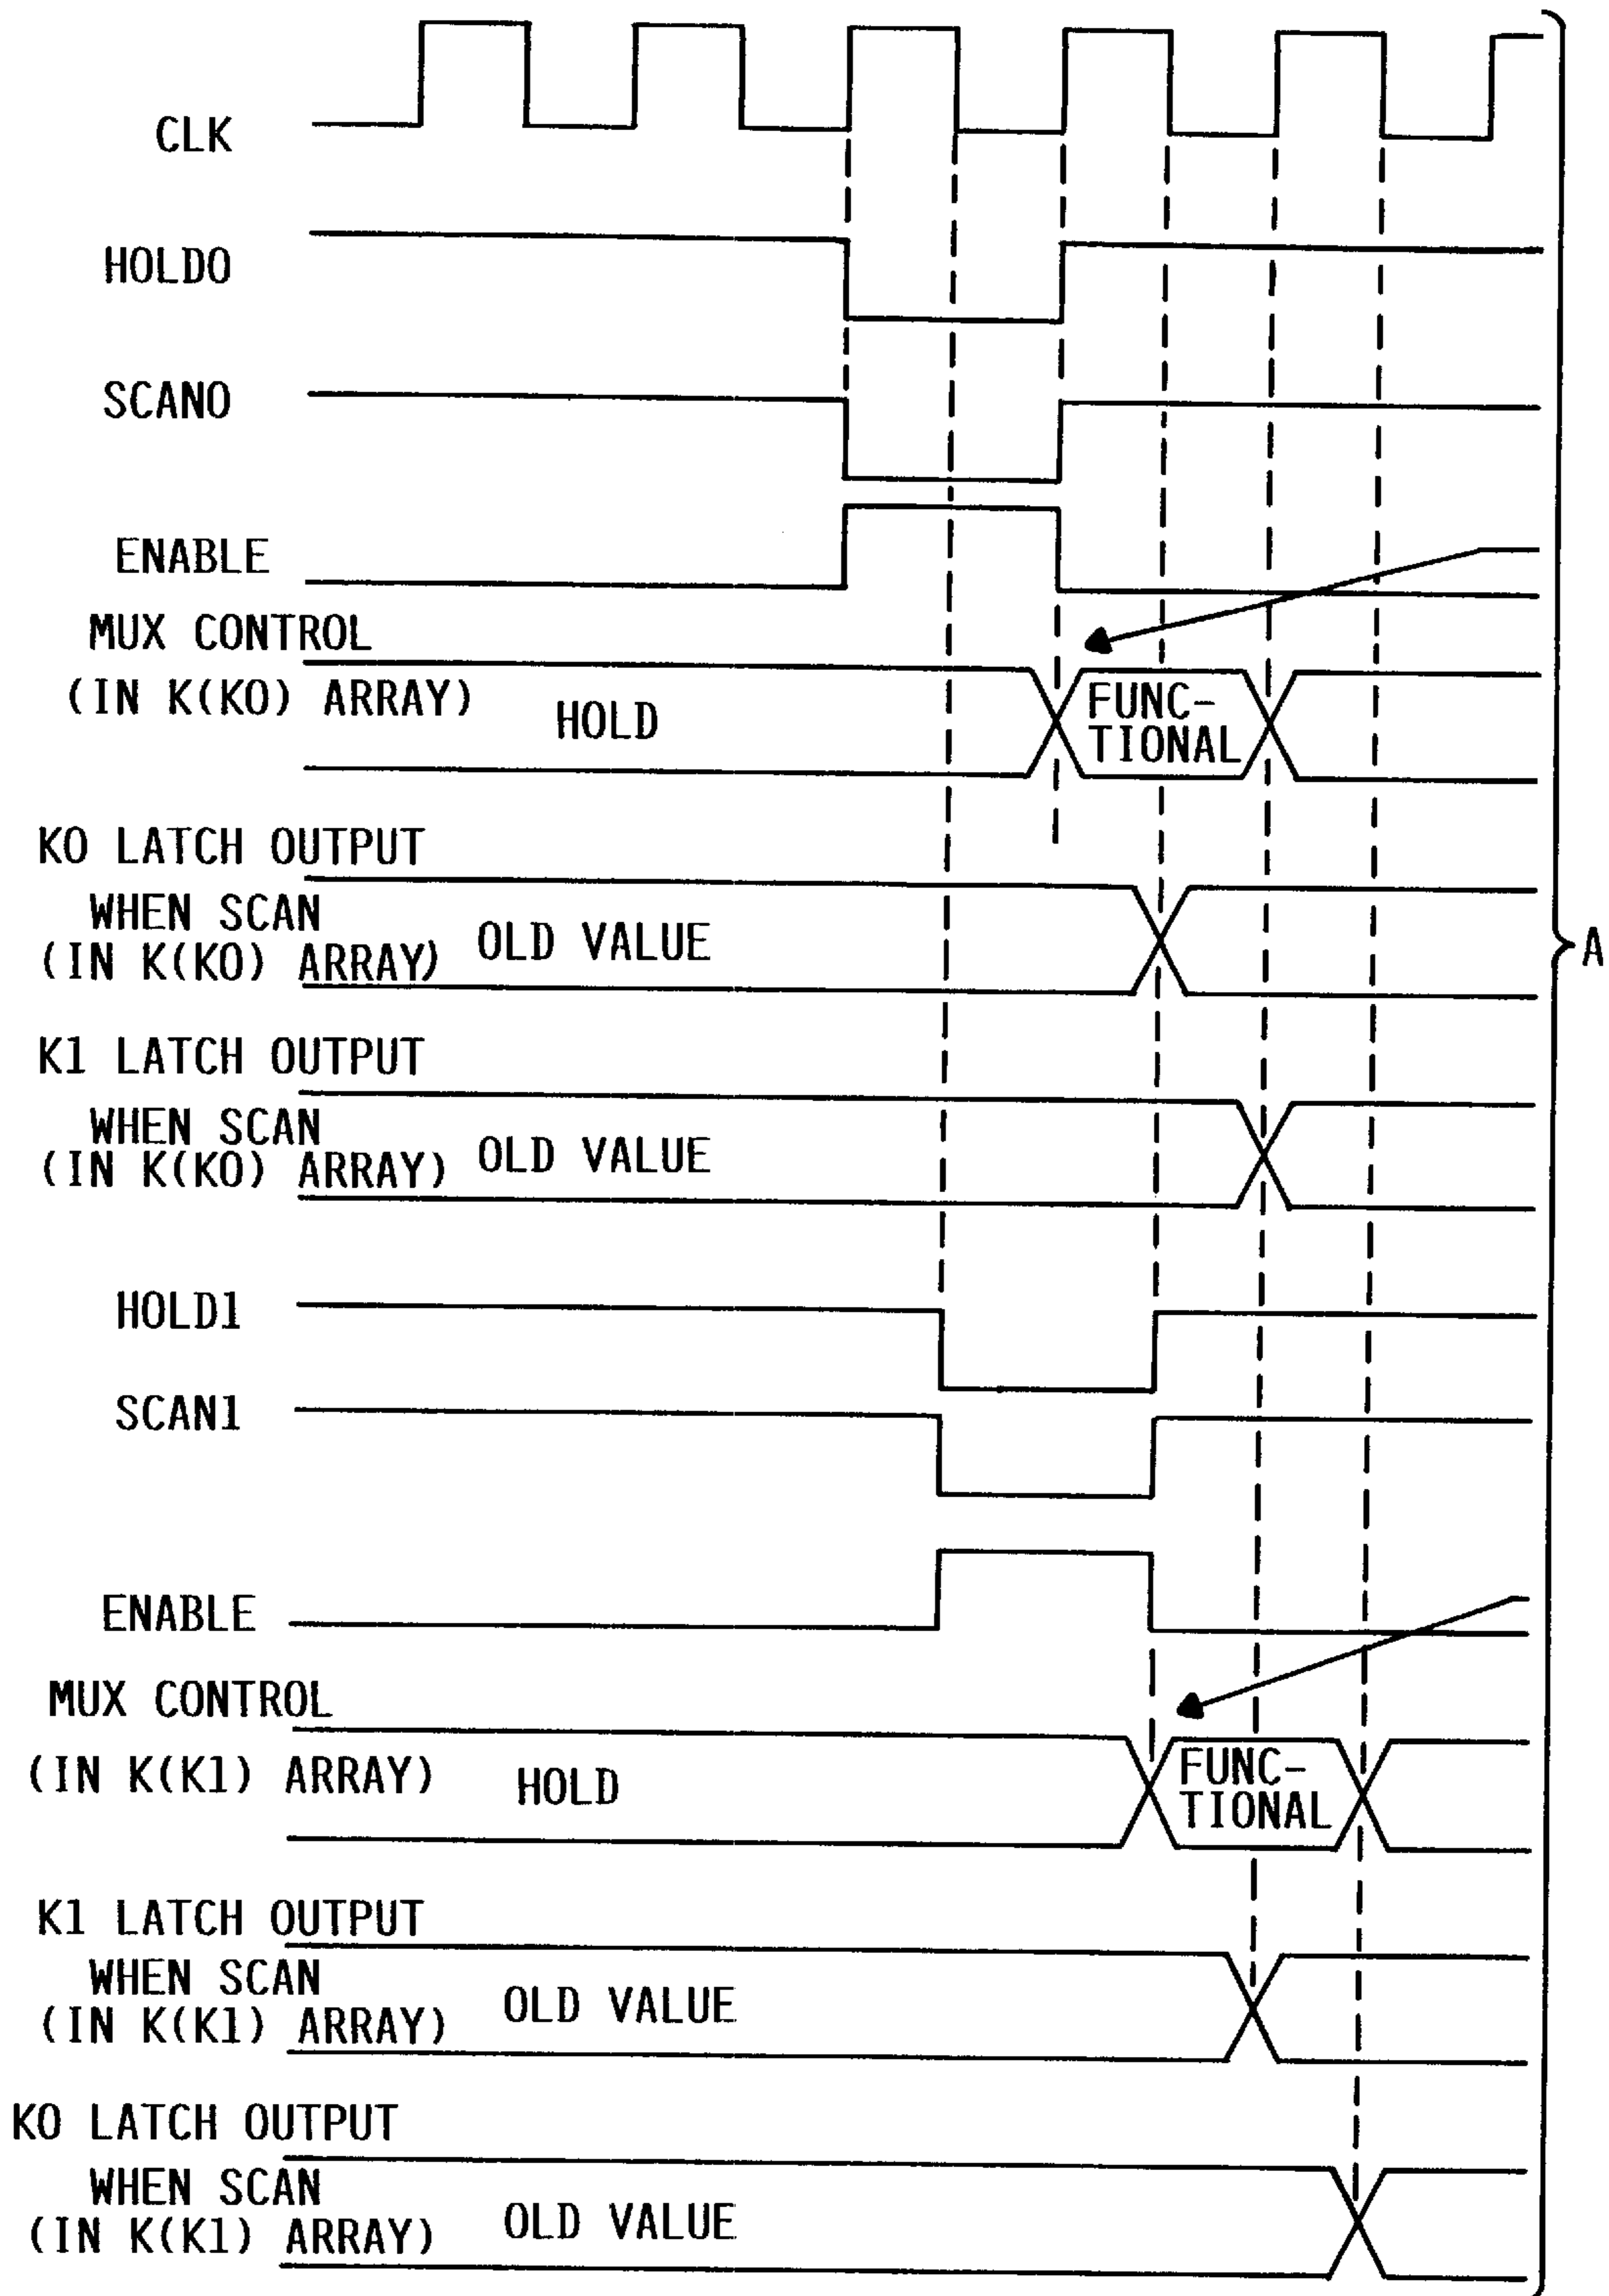 CLK
HOLD0
SCAN0
ENABLE
MUX CONTROL
(IN K(K0) ARRAY)
HOLD
FUNC-
TIONAL
K0 LATCH OUTPUT
WHEN SCAN
(IN K(K0) ARRAY)
OLD VALUE
A
K1 LATCH OUTPUT
WHEN SCAN
(IN K(K0) ARRAY)
OLD VALUE
HOLD1
SCAN1
ENABLE
MUX CONTROL
(IN K(K1) ARRAY)
HOLD
FUNC-
TIONAL
K1 LATCH OUTPUT
WHEN SCAN
(IN K(K1) ARRAY)
OLD VALUE
K0 LATCH OUTPUT
WHEN SCAN
(IN K(K1) ARRAY)
OLD VALUE